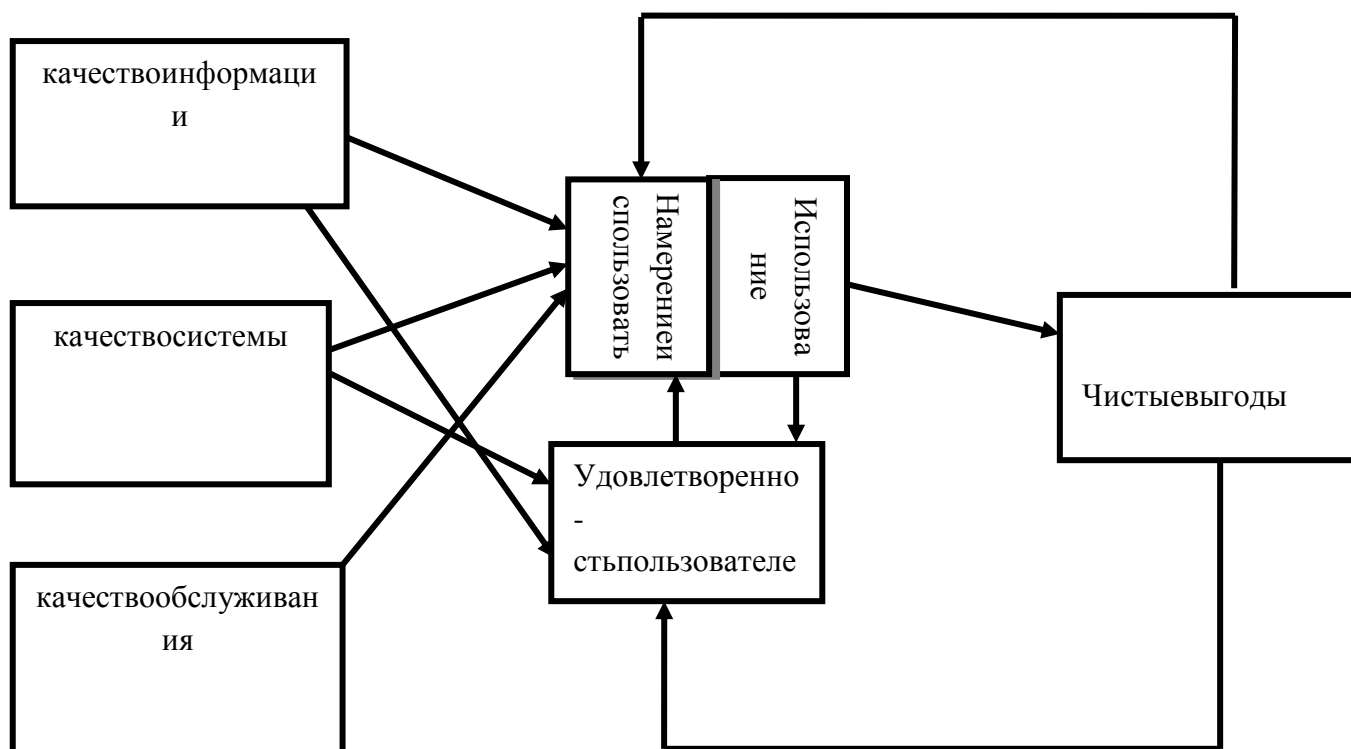 качествоинформаци
и
Намерениеи
спользовать
Использова
ние
качествосистемы
Чистыевыгоды
Удовлетворенно
-
стьпользователе
качествообслуживан
ия